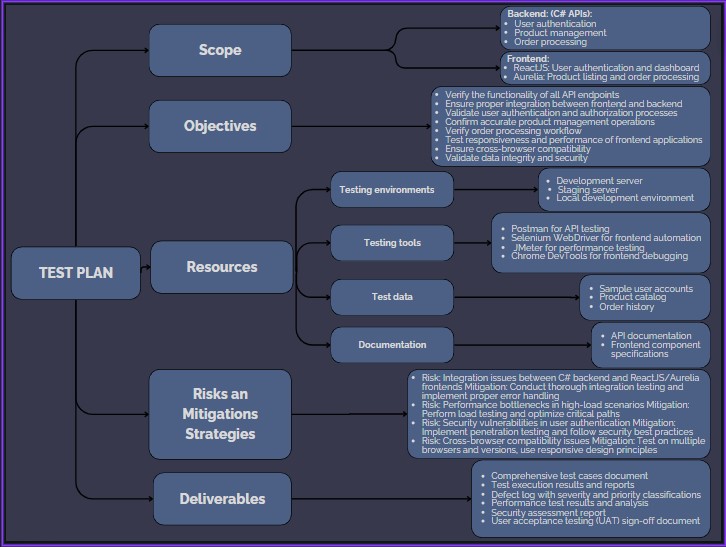 TEST PLAN
Scope
Backend: (C# APIs):
• User authentication
• Product management
• Order processing
Frontend:
• ReactJS: User authentication and dashboard
• Aurelia: Product listing and order processing
Objectives
• Verify the functionality of all API endpoints
• Ensure proper integration between frontend and backend
• Validate user authentication and authorization processes
• Confirm accurate product management operations
• Verify order processing workflow
• Test responsiveness and performance of frontend applications
• Ensure cross-browser compatibility
• Validate data integrity and security
Resources
Testing environments
• Development server
• Staging server
• Local development environment
Testing tools
• Postman for API testing
• Selenium WebDriver for frontend automation
• JMeter for performance testing
• Chrome DevTools for frontend debugging
Test data
• Sample user accounts
• Product catalog
• Order history
Documentation
• API documentation
• Frontend component
specifications
Risks an
Mitigations
Strategies
• Risk: Integration issues between C# backend and ReactJS/Aurelia
frontends Mitigation: Conduct thorough integration testing and
implement proper error handling
• Risk: Performance bottlenecks in high-load scenarios Mitigation:
Perform load testing and optimize critical paths
• Risk: Security vulnerabilities in user authentication Mitigation:
Implement penetration testing and follow security best practices
• Risk: Cross-browser compatibility issues Mitigation: Test on multiple
browsers and versions, use responsive design principles
Deliverables
• Comprehensive test cases document
• Test execution results and reports
• Defect log with severity and priority classifications
• Performance test results and analysis
• Security assessment report
• User acceptance testing (UAT) sign-off document